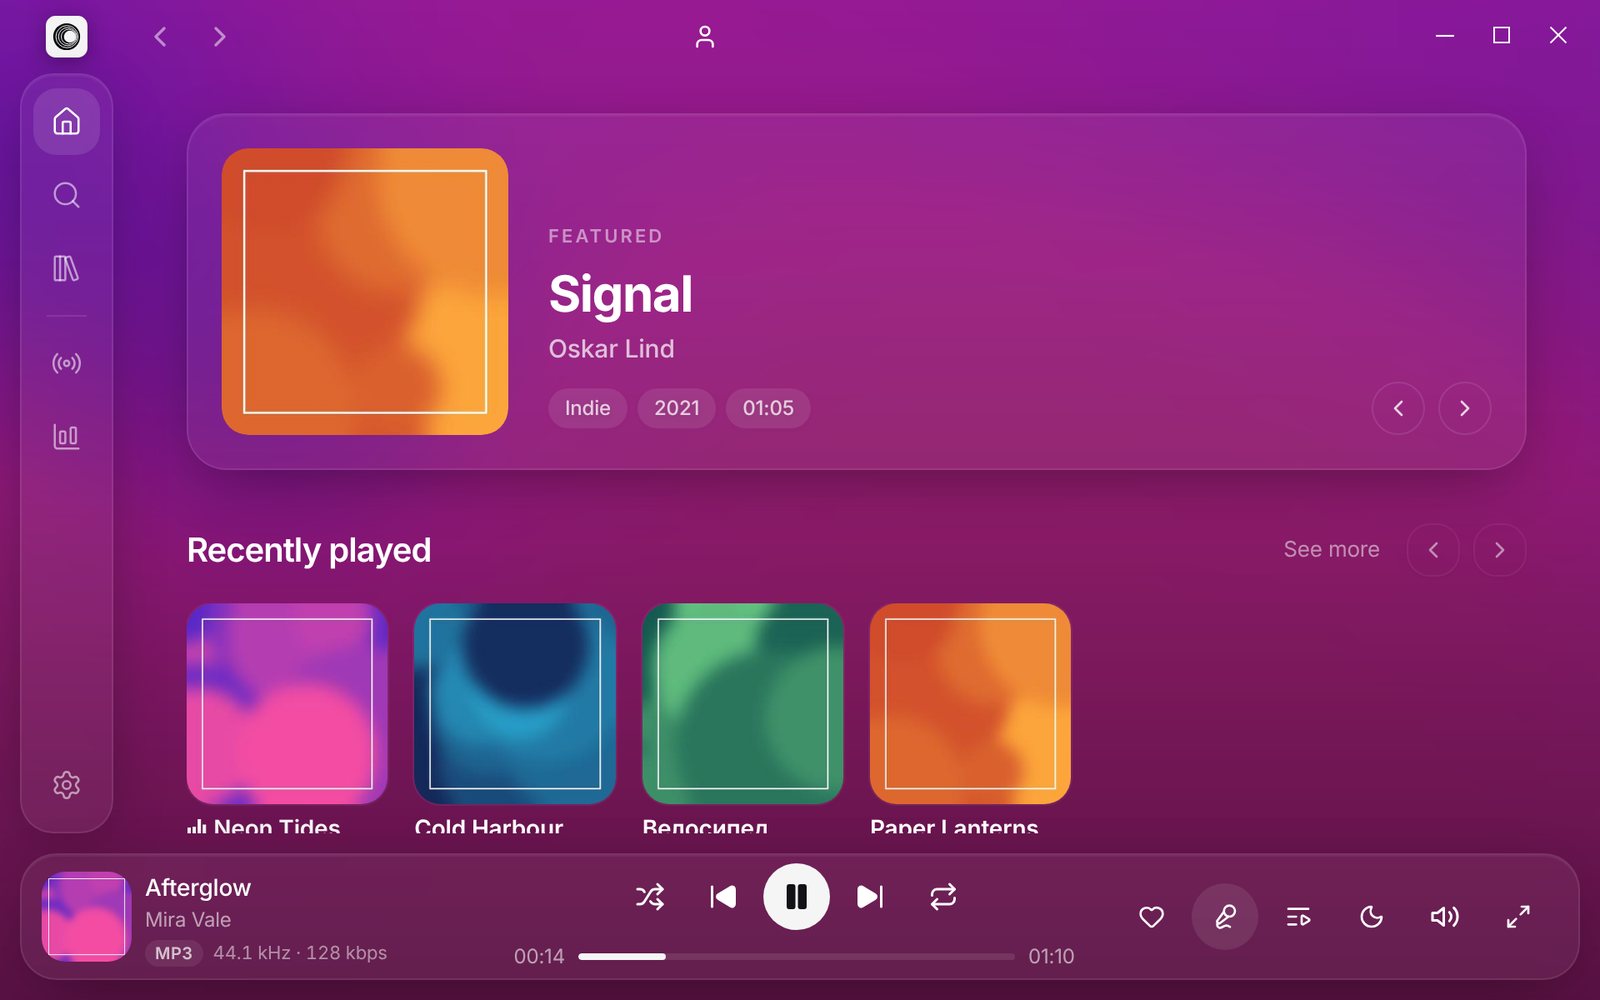 FEATURED
Signal
Oskar Lind
Indie 2021 01:05
Recently played
See more
Neon Tides
Cold Harbour
Велосипед
Paper Lanterns
Afterglow
Mira Vale
MP3 44.1 kHz · 128 kbps
00:14
01:10